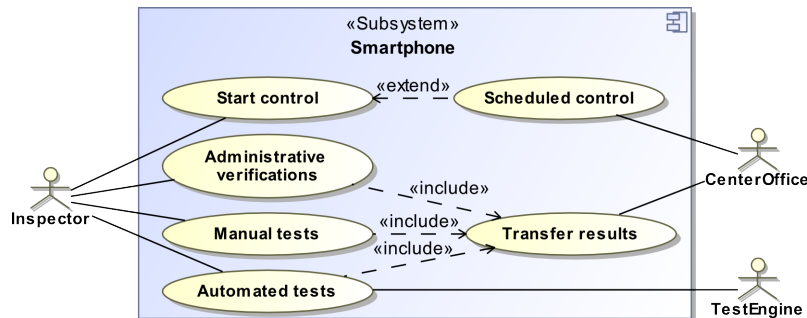 «Subsystem»
Smartphone
«extend»
Start control
Scheduled control
Administrative
verifications
«include»
CenterOffice
Inspector
«include»
Manual tests
Transfer results
«include»
Automated tests
TestEngine